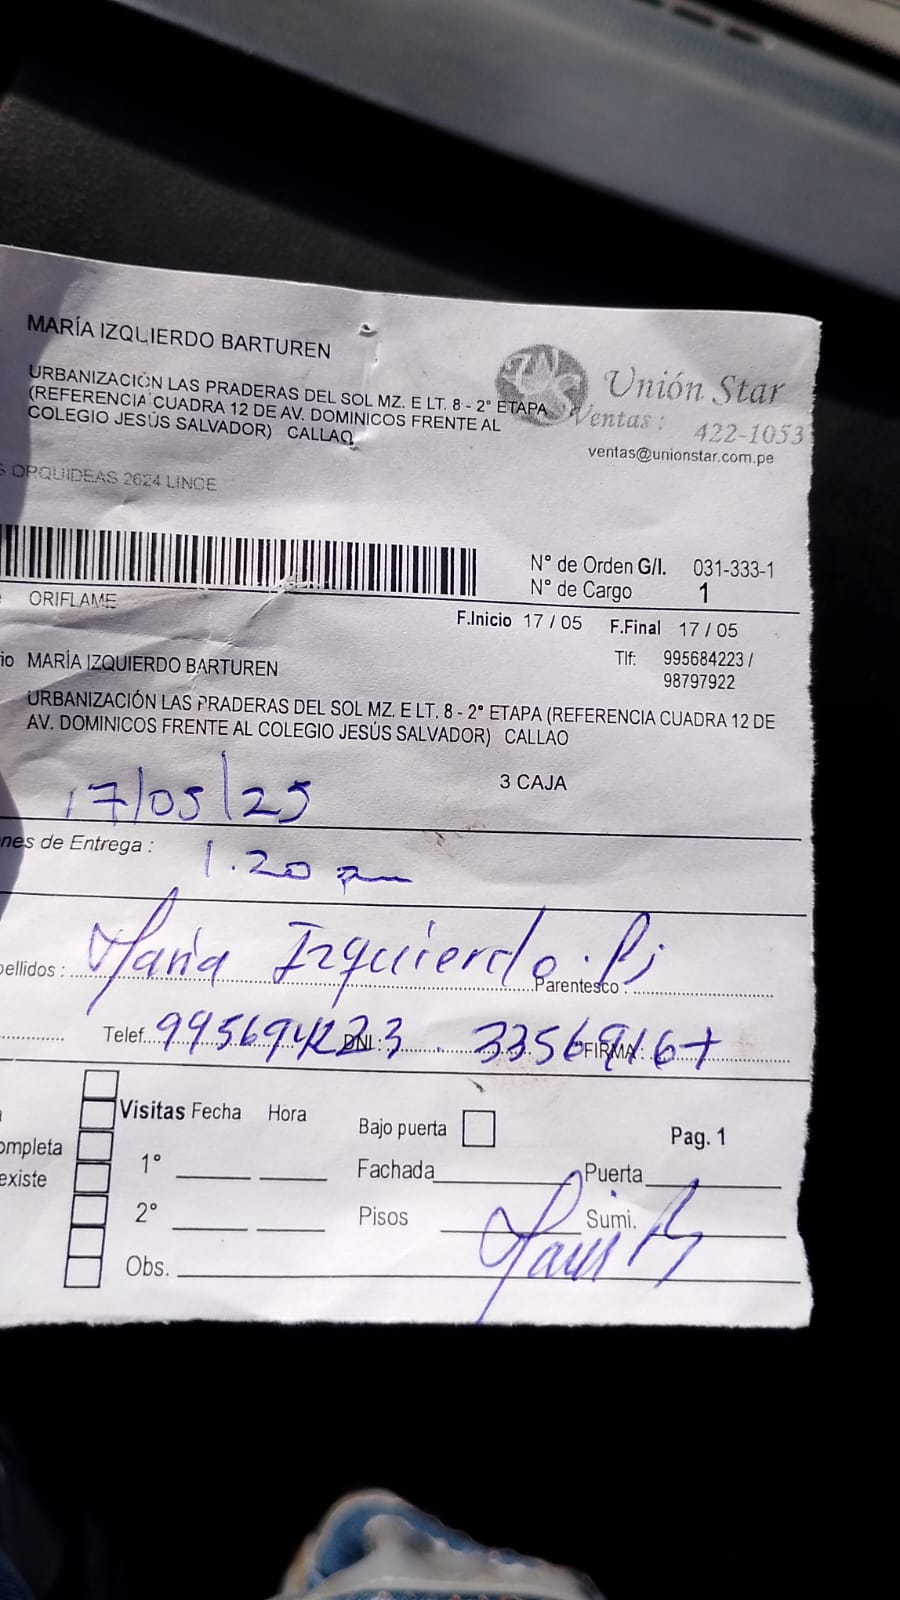 MARÍA IZQUIERDO BARTUREN
URBANIZACIÓN LAS PRADERAS DEL SOL MZ. E LT. 8 - 2° ETAPA
(REFERENCIA CUADRA 12 DE AV. DOMINICOS FRENTE AL
COLEGIO JESÚS SALVADOR) CALLAO
Unión Star
Ventas : 422-1053
ventas@unionstar.com.pe
S ORQUIDEAS 2624 LINCE
N° de Orden G/I. 031-333-1
N° de Cargo 1
ORIFLAME
F.Inicio 17 / 05 F.Final 17 / 05
io MARÍA IZQUIERDO BARTUREN
Tlf: 995684223 /
98797922
URBANIZACIÓN LAS PRADERAS DEL SOL MZ. E LT. 8 - 2° ETAPA (REFERENCIA CUADRA 12 DE
AV. DOMINICOS FRENTE AL COLEGIO JESÚS SALVADOR) CALLAO
3 CAJA
17/05/25
nes de Entrega : 1.20 pm
pellidos : Maria Izquierdo Parentesco :
Telef. DNI: FIRMA:
Visitas Fecha Hora
Bajo puerta
Pag. 1
ompleta
existe
1° Fachada Puerta
2° Pisos Sumi.
Obs.